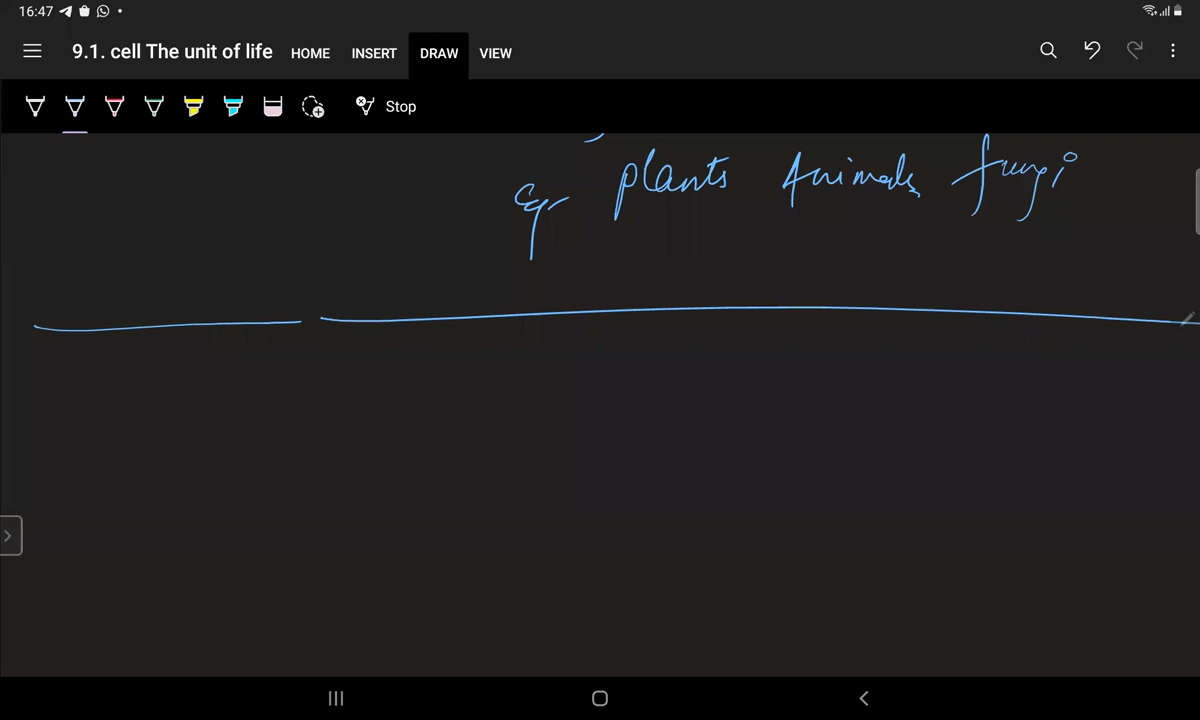 16:47
9.1. cell The unit of life HOME INSERT DRAW VIEW
Stop
Eg- plants Animals fungi